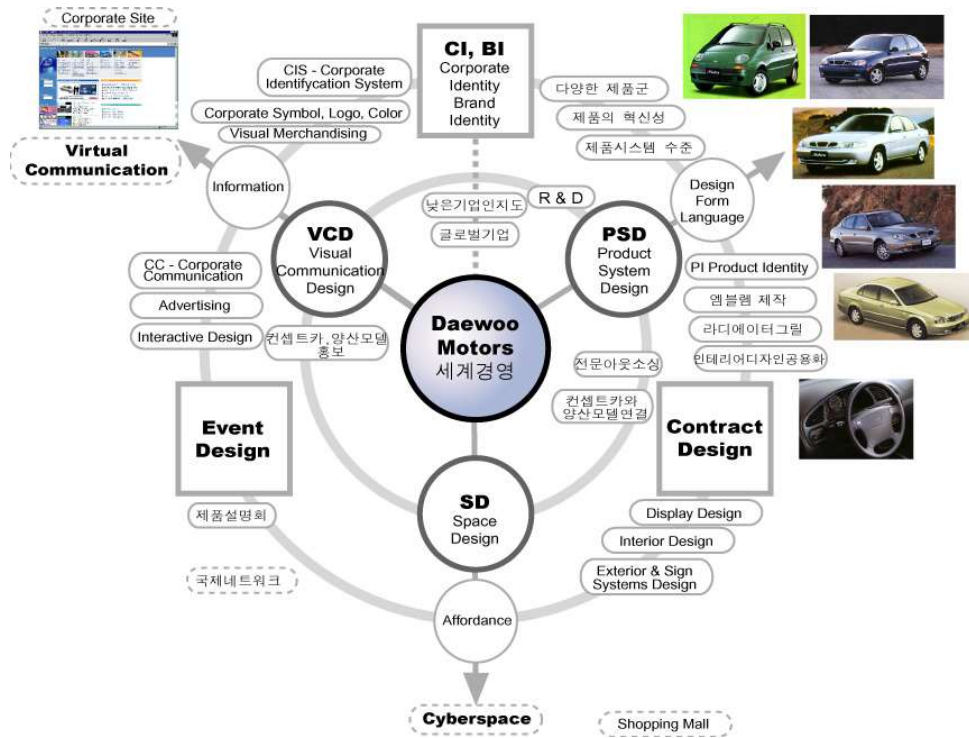 Corporate Site
CI, BI
Corporate
Identity
Brand
Identity
CIS - Corporate
Identifycation System
Corporate Symbol, Logo, Color
Visual Merchandising
다양한 제품군
제품의 혁신성
제품시스템 수준
Virtual
Communication
Information
Design
Form
Language
R & D
낮은기업인지도
글로벌기업
VCD
Visual
Communication
Design
PSD
Product
System
Design
CC - Corporate
Communication
Advertising
Interactive Design
PI Product Identity
엠블렘 제작
라디에이터그릴
인테리어디자인공용화
컨셉트카,양산모델
홍보
Daewoo
Motors
세계경영
전문아웃소싱
컨셉트카와
양산모델연결
Event
Design
Contract
Design
SD
Space
Design
제품설명회
국제네트워크
Display Design
Interior Design
Exterior & Sign
Systems Design
Affordance
Cyberspace
Shopping Mall